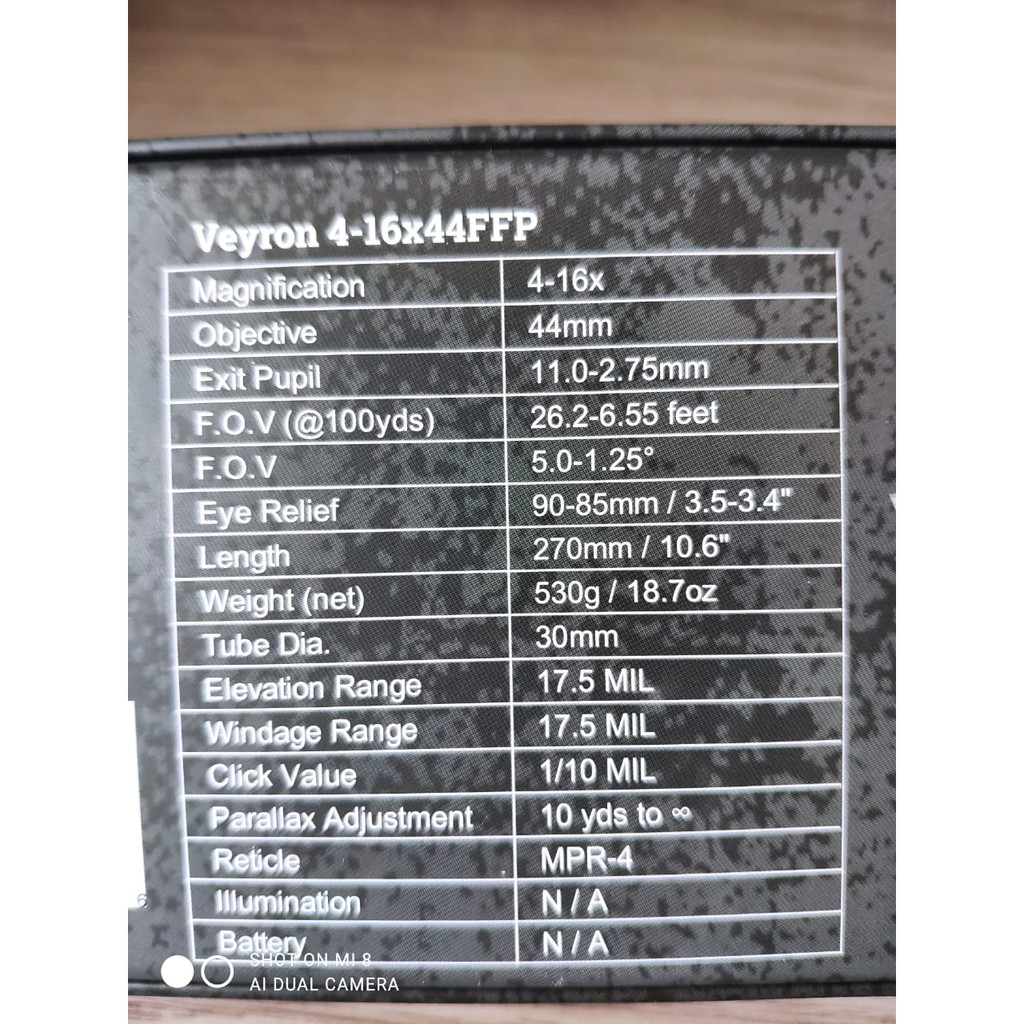 Veyron 4-16x44FFP
Magnification 4-16x
Objective 44mm
Exit Pupil 11.0-2.75mm
F.O.V (@100yds) 26.2-6.55 feet
F.O.V 5.0-1.25°
Eye Relief 90-85mm / 3.5-3.4"
Length 270mm / 10.6"
Weight (net) 530g / 18.7oz
Tube Dia. 30mm
Elevation Range 17.5 MIL
Windage Range 17.5 MIL
Click Value 1/10 MIL
Parallax Adjustment 10 yds to ∞
Reticle MPR-4
Illumination N / A
Battery N / A
6
SHOT ON MI 8
AI DUAL CAMERA